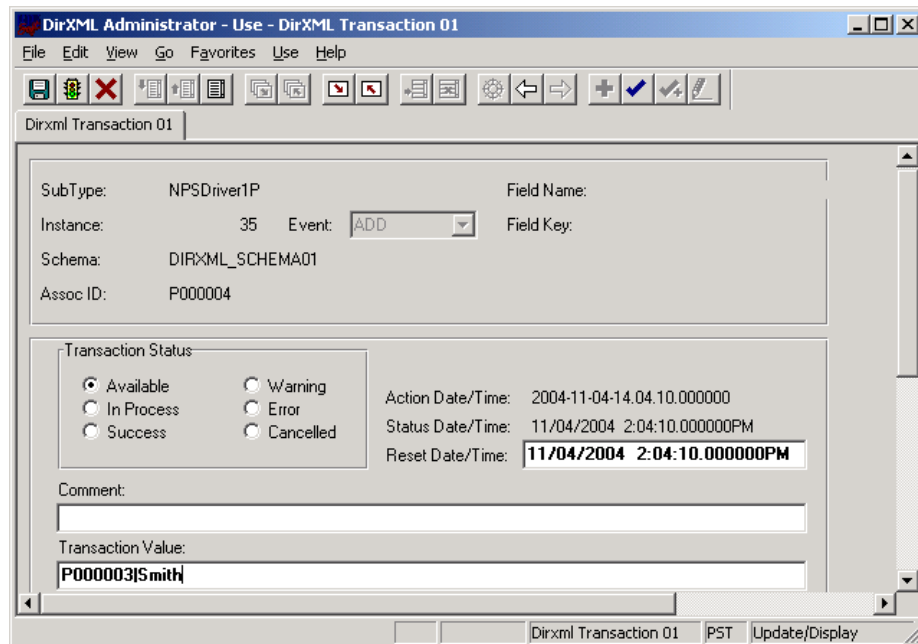 DirXML Administrator - Use - DirXML Transaction 01
File Edit View Go Favorites Use Help
Dirxml Transaction 01
SubType: NPSDriver1P Field Name:
Instance: 35 Event: ADD Field Key:
Schema: DIRXML_SCHEMA01
Assoc ID: P000004
Transaction Status
Available Warning
In Process Error
Success Cancelled
Action Date/Time: 2004-11-04-14.04.10.000000
Status Date/Time: 11/04/2004 2:04:10.000000PM
Reset Date/Time: 11/04/2004 2:04:10.000000PM
Comment:
Transaction Value:
P000003|Smith
Dirxml Transaction 01 PST Update/Display